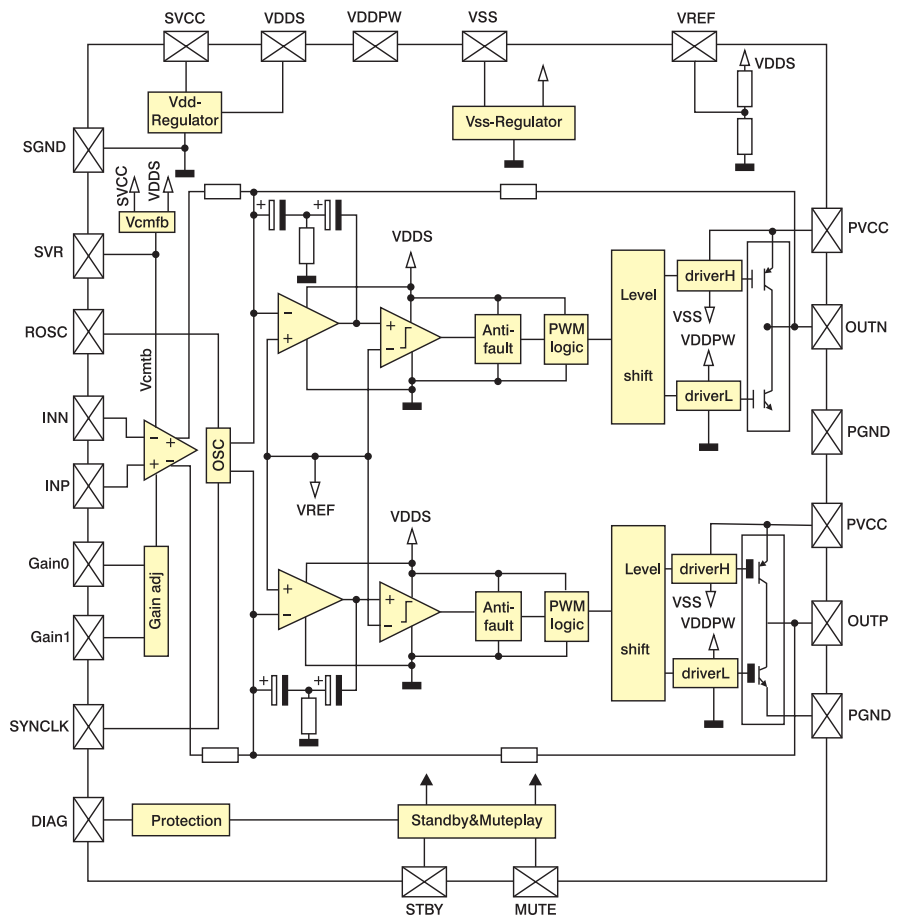 SVCC
VDDS
VDDPW
VSS
VREF
VDDS
Vdd-
Regulator
Vss-Regulator
SGND
SVCC
VDDS
Vcmfb
PVCC
SVR
VDDS
driverH
Level
ROSC
VSS
OUTN
Anti-
fault
PWM
logic
VDDPW
Vcmtb
shift
driverL
INN
PGND
OSC
INP
VREF
PVCC
VDDS
Gain0
Level
driverH
Gain adj
VSS
Anti-
fault
PWM
logic
VDDPW
OUTP
Gain1
shift
driverL
PGND
SYNCLK
DIAG
Protection
Standby&Muteplay
STBY
MUTE
+
+
−
+
+
−
−
+
+
−
+
−
+
−
+
−
+
+